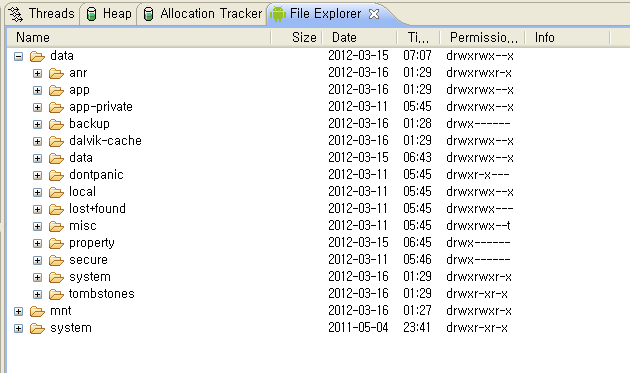 Threads Heap Allocation Tracker File Explorer
Name Size Date Ti... Permissio... Info
data 2012-03-15 07:07 drwxrwx--x
anr 2012-03-16 01:29 drwxrwxr-x
app 2012-03-16 01:29 drwxrwx--x
app-private 2012-03-11 05:45 drwxrwx--x
backup 2012-03-16 01:28 drwx------
dalvik-cache 2012-03-16 01:29 drwxrwx--x
data 2012-03-15 06:43 drwxrwx--x
dontpanic 2012-03-11 05:45 drwxr-x---
local 2012-03-11 05:45 drwxrwx--x
lost+found 2012-03-11 05:45 drwxrwx---
misc 2012-03-11 05:45 drwxrwx--t
property 2012-03-15 06:45 drwx------
secure 2012-03-11 05:46 drwx------
system 2012-03-16 01:29 drwxrwxr-x
tombstones 2012-03-16 01:29 drwxr-xr-x
mnt 2012-03-16 01:27 drwxrwxr-x
system 2011-05-04 23:41 drwxr-xr-x